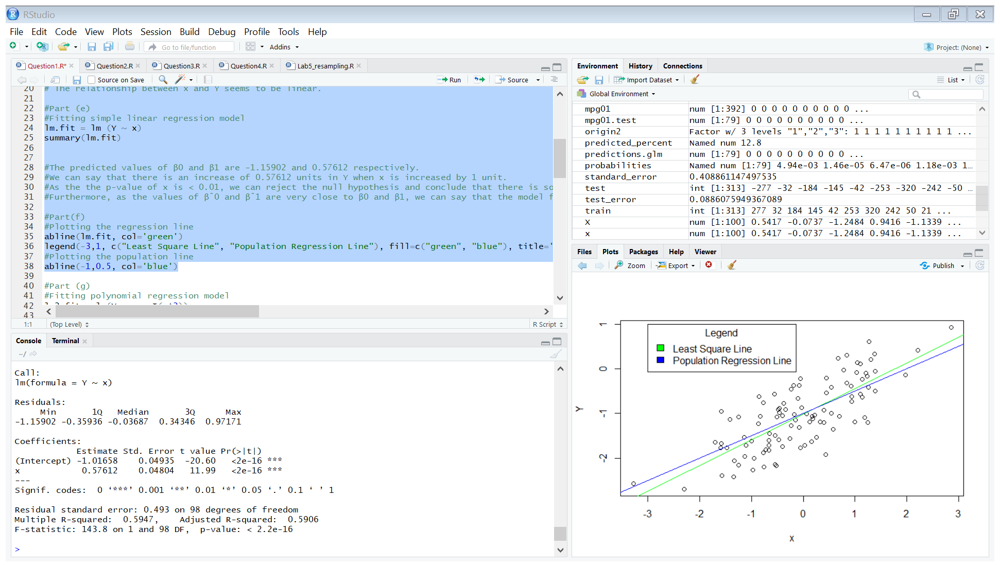 RStudio
File Edit Code View Plots Session Build Debug Profile Tools Help
Go to file/function Addins Project: (None)
Question1.R* Question2.R Question3.R Question4.R Lab5_resampling.R
Source on Save Run Source
20 # The relationship between x and Y seems to be linear.
21
22 #Part (e)
23 #Fitting simple linear regression model
24 lm.fit = lm (Y ~ x)
25 summary(lm.fit)
26
27
28 #The predicted values of β0 and β1 are -1.15902 and 0.57612 respectively.
29 #We can say that there is an increase of 0.57612 units in Y when x is increased by 1 unit.
30 #As the the p-value of x is < 0.01, we can reject the null hypothesis and conclude that there is so
31 #Furthermore, as the values of βˆ0 and βˆ1 are very close to β0 and β1, we can say that the model f
32
33 #Part(f)
34 #Plotting the regression line
35 abline(lm.fit, col='green')
36 legend(-3,1, c("Least Square Line", "Population Regression Line"), fill=c("green", "blue"), title='
37 #Plotting the population line
38 abline(-1,0.5, col='blue')
39
40 #Part (g)
41 #Fitting polynomial regression model
42
43
1:1 (Top Level) R Script
Console Terminal
~/
Call:
lm(formula = Y ~ x)
Residuals:
Min 1Q Median 3Q Max
-1.15902 -0.35936 -0.03687 0.34346 0.97171
Coefficients:
Estimate Std. Error t value Pr(>|t|)
(Intercept) -1.01658 0.04935 -20.60 <2e-16 ***
x 0.57612 0.04804 11.99 <2e-16 ***
---
Signif. codes: 0 ‘***’ 0.001 ‘**’ 0.01 ‘*’ 0.05 ‘.’ 0.1 ‘ ’ 1
Residual standard error: 0.493 on 98 degrees of freedom
Multiple R-squared: 0.5947, Adjusted R-squared: 0.5906
F-statistic: 143.8 on 1 and 98 DF, p-value: < 2.2e-16
>
Environment History Connections
Import Dataset List
Global Environment
mpg01 num [1:392] 0 0 0 0 0 0 0 0 0 0 ...
mpg01.test num [1:79] 0 0 0 0 0 0 0 0 0 0 ...
origin2 Factor w/ 3 levels "1","2","3": 1 1 1 1 1 1 1 1 1 1 ...
predicted_percent Named num 12.8
predictions.glm num [1:79] 0 0 0 0 0 0 0 0 0 0 ...
probabilities Named num [1:79] 4.94e-03 1.46e-05 6.47e-06 1.18e-03 1…
standard_error 0.408861147497535
test int [1:313] -277 -32 -184 -145 -42 -253 -320 -242 -50 …
test_error 0.0886075949367089
train int [1:313] 277 32 184 145 42 253 320 242 50 21 ...
X num [1:100] 0.5417 -0.0737 -1.2484 0.9416 -1.1339 ...
x num [1:100] 0.5417 -0.0737 -1.2484 0.9416 -1.1339 ...
Files Plots Packages Help Viewer
Zoom Export Publish
Legend
Least Square Line
Population Regression Line
1
0
-1
-2
Y
-3 -2 -1 0 1 2 3
x